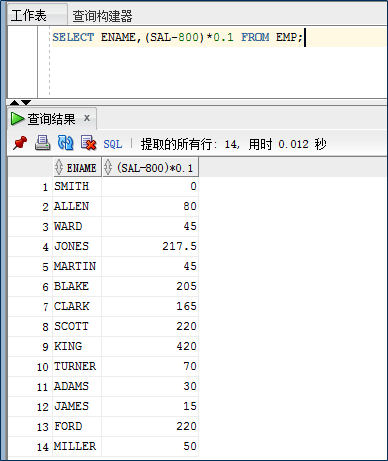 工作表 查询构建器
SELECT ENAME,(SAL-800)*0.1 FROM EMP;
查询结果 x
SQL | 提取的所有行: 14, 用时 0.012 秒
ENAME (SAL-800)*0.1
1 SMITH 0
2 ALLEN 80
3 WARD 45
4 JONES 217.5
5 MARTIN 45
6 BLAKE 205
7 CLARK 165
8 SCOTT 220
9 KING 420
10 TURNER 70
11 ADAMS 30
12 JAMES 15
13 FORD 220
14 MILLER 50